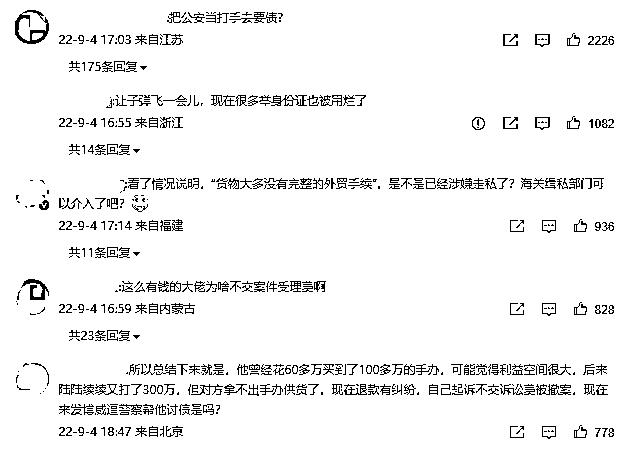 :把公安当打手去要债?
22-9-4 17:03 来自江苏
2226
共175条回复
:让子弹飞一会儿，现在很多举身份证也被用烂了
22-9-4 16:55 来自浙江
1082
共14条回复
:看了情况说明，“货物大多没有完整的外贸手续”，是不是已经涉嫌走私了？海关缉私部门可
以介入了吧？
22-9-4 17:14 来自福建
936
共11条回复
:这么有钱的大佬为啥不交案件受理费啊
22-9-4 16:59 来自内蒙古
828
共23条回复
:所以总结下来就是，他曾经花60多万买到了100多万的手办，可能觉得利益空间很大，后来
陆陆续续又打了300万，但对方拿不出手办供货了，现在退款有纠纷，自己起诉不交诉讼费被撤案，现在
来发博威逼警察帮他讨债是吗？
22-9-4 18:47 来自北京
778